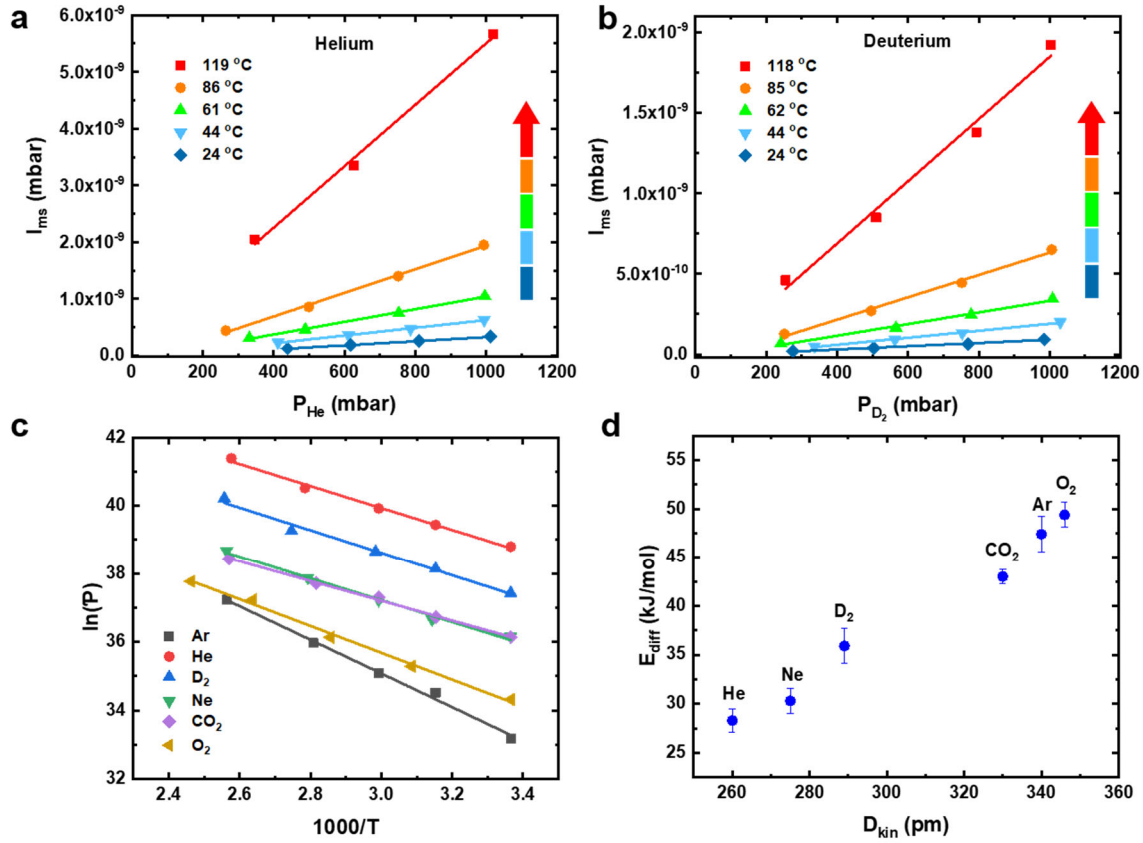 a
Helium
119 °C
86 °C
61 °C
44 °C
24 °C
6.0x10⁻⁹
5.0x10⁻⁹
4.0x10⁻⁹
3.0x10⁻⁹
2.0x10⁻⁹
1.0x10⁻⁹
0.0
I_ms (mbar)
0 200 400 600 800 1000 1200
P_He (mbar)
b
Deuterium
118 °C
85 °C
62 °C
44 °C
24 °C
2.0x10⁻⁹
1.5x10⁻⁹
1.0x10⁻⁹
5.0x10⁻¹⁰
0.0
I_ms (mbar)
0 200 400 600 800 1000 1200
P_D₂ (mbar)
c
42
40
38
36
34
32
ln(P)
Ar
He
D₂
Ne
CO₂
O₂
2.4 2.6 2.8 3.0 3.2 3.4
1000/T
d
55
50
45
40
35
30
25
E_diff (kJ/mol)
He
Ne
D₂
CO₂
Ar
O₂
260 280 300 320 340 360
D_kin (pm)